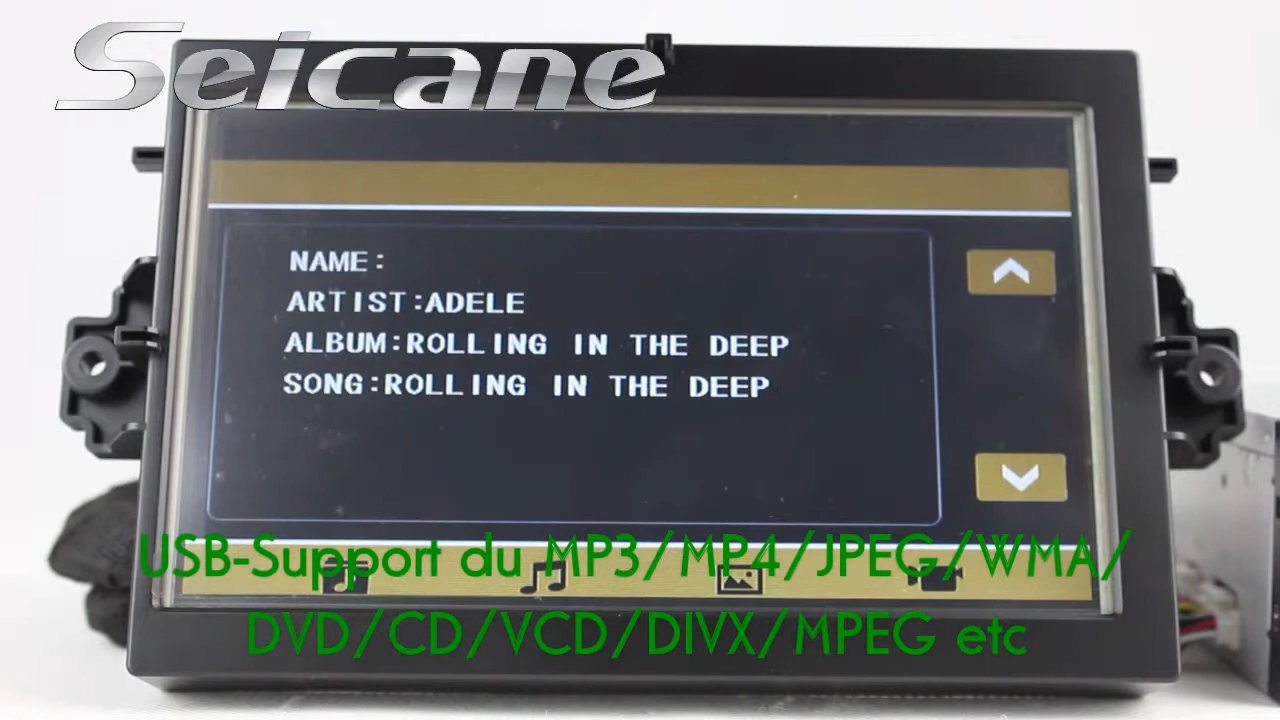 Seicane
NAME:
ARTIST:ADELE
ALBUM:ROLLING IN THE DEEP
SONG:ROLLING IN THE DEEP
USB-Support du MP3/MP4/JPEG/WMA/
DVD/CD/VCD/DIVX/MPEG etc